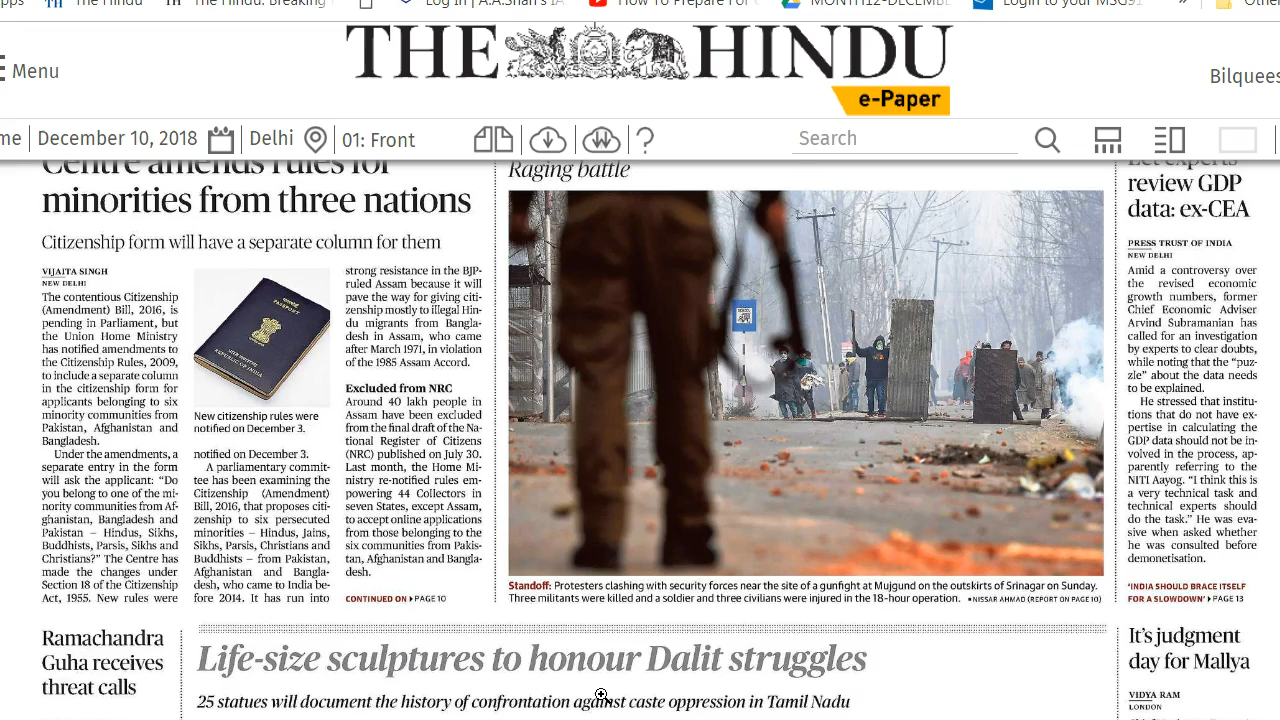 The Hindu
The Hindu: Breaking
Log In | A.A.Shah's IA
How To Prepare For
MONTH12-DECEMBE
Login to your MSG91
»
THE HINDU
e-Paper
Menu
Bilquees
December 10, 2018
Delhi
01: Front
?
Search
Centre amends rules for
minorities from three nations
Citizenship form will have a separate column for them
VIJAITA SINGH
NEW DELHI
The contentious Citizenship
(Amendment) Bill, 2016, is
pending in Parliament, but
the Union Home Ministry
has notified amendments to
the Citizenship Rules, 2009,
to include a separate column
in the citizenship form for
applicants belonging to six
minority communities from
Pakistan, Afghanistan and
Bangladesh.
Under the amendments, a
separate entry in the form
will ask the applicant: "Do
you belong to one of the mi-
nority communities from Af-
ghanistan, Bangladesh and
Pakistan – Hindus, Sikhs,
Buddhists, Parsis, Sikhs and
Christians?" The Centre has
made the changes under
Section 18 of the Citizenship
Act, 1955. New rules were
PASSPORT
REPUBLIC OF INDIA
New citizenship rules were
notified on December 3.
notified on December 3.
A parliamentary commit-
tee has been examining the
Citizenship (Amendment)
Bill, 2016, that proposes citi-
zenship to six persecuted
minorities – Hindus, Jains,
Sikhs, Parsis, Christians and
Buddhists – from Pakistan,
Afghanistan and Bangla-
desh, who came to India be-
fore 2014. It has run into
strong resistance in the BJP-
ruled Assam because it will
pave the way for giving citi-
zenship mostly to illegal Hin-
du migrants from Bangla-
desh in Assam, who came
after March 1971, in violation
of the 1985 Assam Accord.
Excluded from NRC
Around 40 lakh people in
Assam have been excluded
from the final draft of the Na-
tional Register of Citizens
(NRC) published on July 30.
Last month, the Home Mi-
nistry re-notified rules em-
powering 44 Collectors in
seven States, except Assam,
to accept online applications
from those belonging to the
six communities from Pakis-
tan, Afghanistan and Bangla-
desh.
CONTINUED ON ▸ PAGE 10
Raging battle
Standoff: Protesters clashing with security forces near the site of a gunfight at Mujgund on the outskirts of Srinagar on Sunday.
Three militants were killed and a soldier and three civilians were injured in the 18-hour operation. • NISSAR AHMAD (REPORT ON PAGE 10)
Let experts
review GDP
data: ex-CEA
PRESS TRUST OF INDIA
NEW DELHI
Amid a controversy over
the revised economic
growth numbers, former
Chief Economic Adviser
Arvind Subramanian has
called for an investigation
by experts to clear doubts,
while noting that the "puz-
zle" about the data needs
to be explained.
He stressed that institu-
tions that do not have ex-
pertise in calculating the
GDP data should not be in-
volved in the process, ap-
parently referring to the
NITI Aayog. "I think this is
a very technical task and
technical experts should
do the task." He was eva-
sive when asked whether
he was consulted before
demonetisation.
'INDIA SHOULD BRACE ITSELF
FOR A SLOWDOWN' ▸ PAGE 13
Ramachandra
Guha receives
threat calls
Life-size sculptures to honour Dalit struggles
25 statues will document the history of confrontation against caste oppression in Tamil Nadu
It's judgment
day for Mallya
VIDYA RAM
LONDON